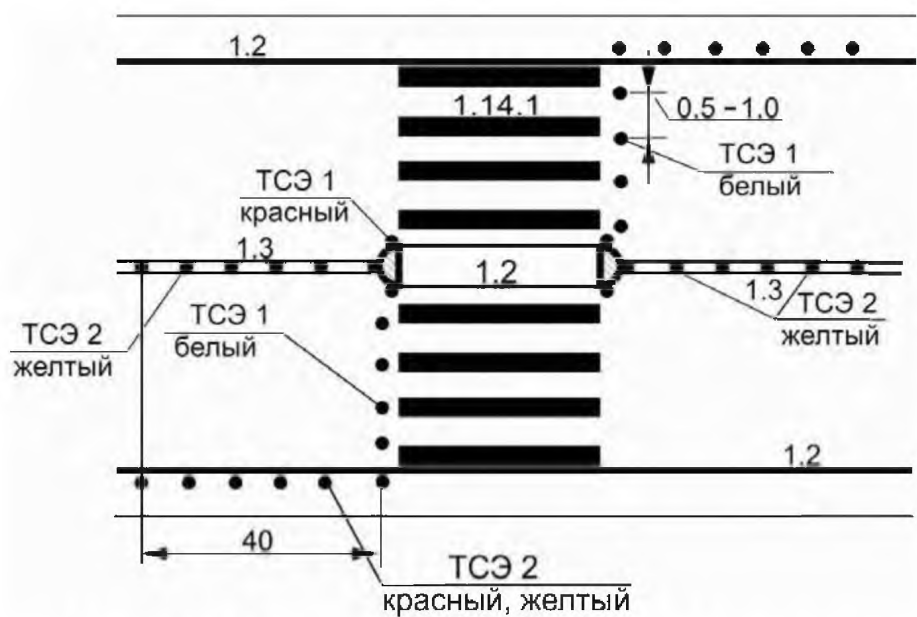 1.2
1.14.1
0.5 – 1.0
ТСЭ 1
белый
ТСЭ 1
красный
1.3
1.2
1.3
ТСЭ 2
желтый
ТСЭ 1
белый
ТСЭ 2
желтый
1.2
40
ТСЭ 2
красный, желтый